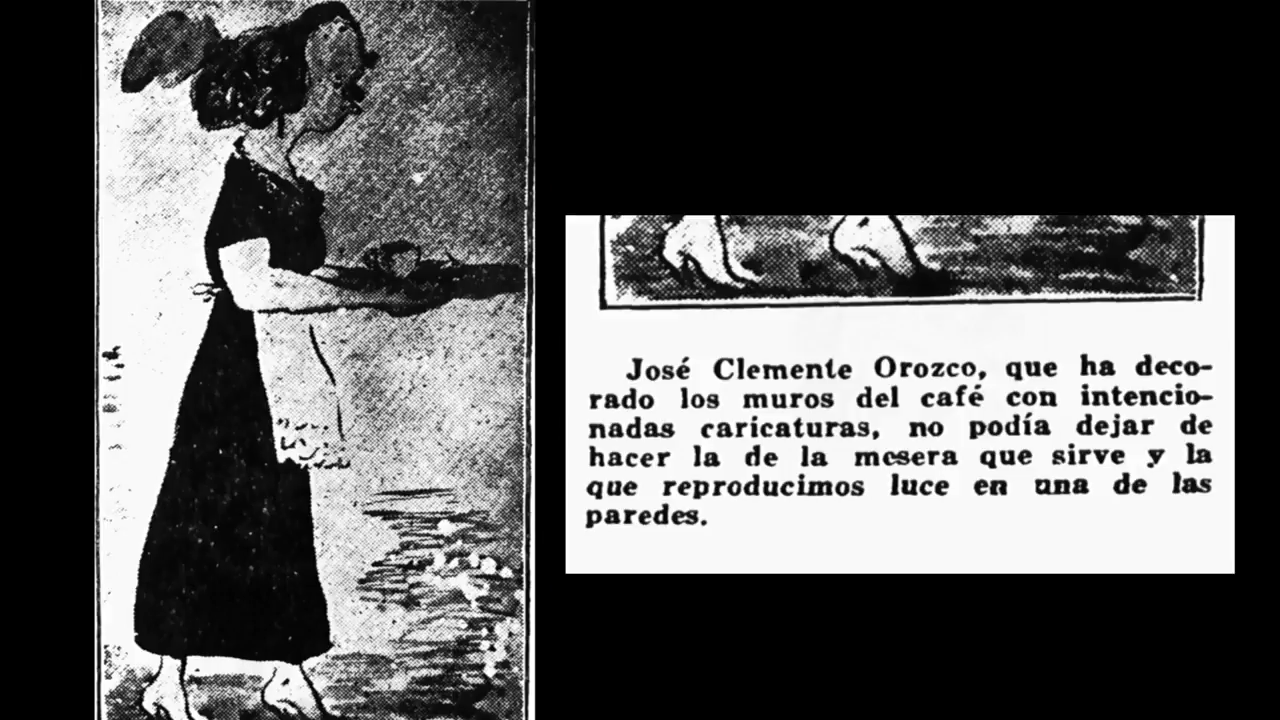 José Clemente Orozco, que ha deco-
rado los muros del café con intencio-
nadas caricaturas, no podía dejar de
hacer la de la mesera que sirve y la
que reproducimos luce en una de las
paredes.